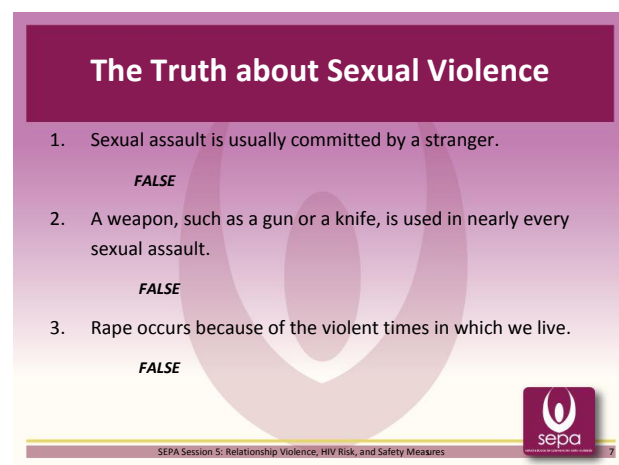 The Truth about Sexual Violence
1. Sexual assault is usually committed by a stranger.
FALSE
2. A weapon, such as a gun or a knife, is used in nearly every
sexual assault.
FALSE
3. Rape occurs because of the violent times in which we live.
FALSE
sepa
SEPA Session 5: Relationship Violence, HIV Risk, and Safety Measures
7